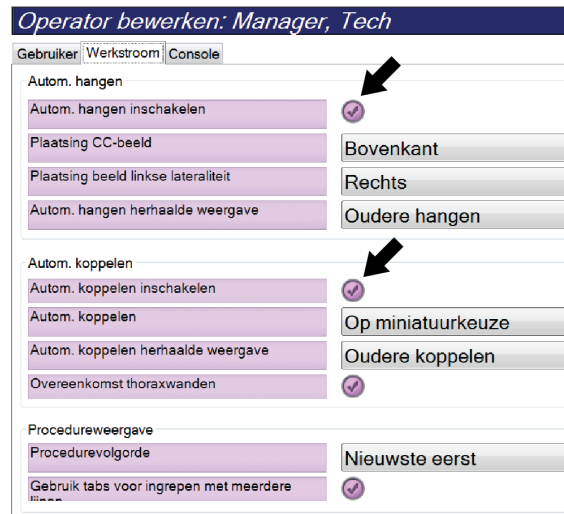 Operator bewerken: Manager, Tech
Gebruiker Werkstroom Console
Autom. hangen
Autom. hangen inschakelen
Plaatsing CC-beeld Bovenkant
Plaatsing beeld linkse lateraliteit Rechts
Autom. hangen herhaalde weergave Oudere hangen
Autom. koppelen
Autom. koppelen inschakelen
Autom. koppelen Op miniatuurkeuze
Autom. koppelen herhaalde weergave Oudere koppelen
Overeenkomst thoraxwanden
Procedureweergave
Procedurevolgorde Nieuwste eerst
Gebruik tabs voor ingrepen met meerdere